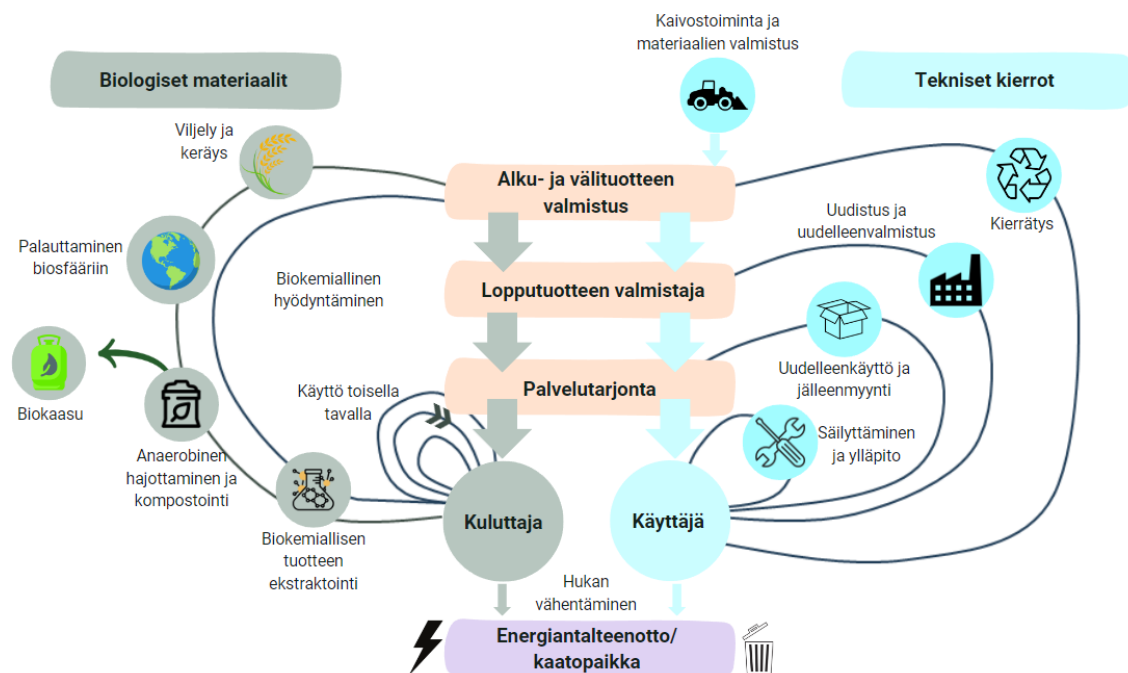 Kaivostoiminta ja
materiaalien valmistus
Biologiset materiaalit
Tekniset kierrot
Viljely ja
keräys
Alku- ja välituotteen
valmistus
Kierrätys
Uudistus ja
uudelleenvalmistus
Palauttaminen
biosfääriin
Biokemiallinen
hyödyntäminen
Lopputuotteen valmistaja
Uudelleenkäyttö ja
jälleenmyynti
Biokaasu
Käyttö toisella
tavalla
Palvelutarjonta
Säilyttäminen
ja ylläpito
Anaerobinen
hajottaminen ja
kompostointi
Biokemiallisen
tuotteen
ekstraktointi
Kuluttaja
Käyttäjä
Hukan
vähentäminen
Energiantalteenotto/
kaatopaikka